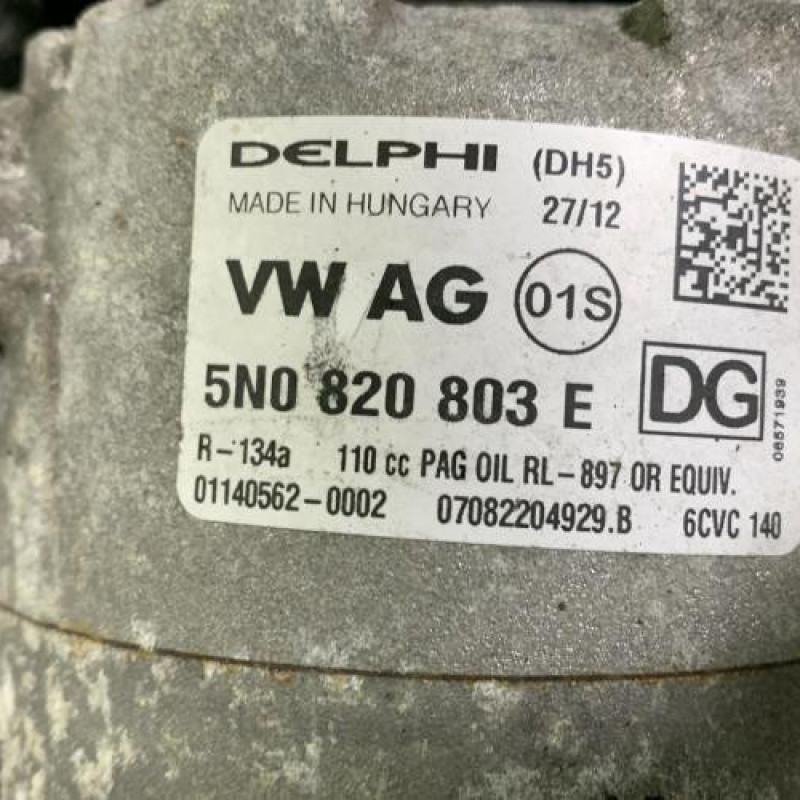 DELPHI (DH5)
MADE IN HUNGARY 27/12
VW AG 01S
5N0 820 803 E DG
06571939
R-134a 110 cc PAG OIL RL-897 OR EQUIV.
01140562-0002 07082204929.B 6CVC 140